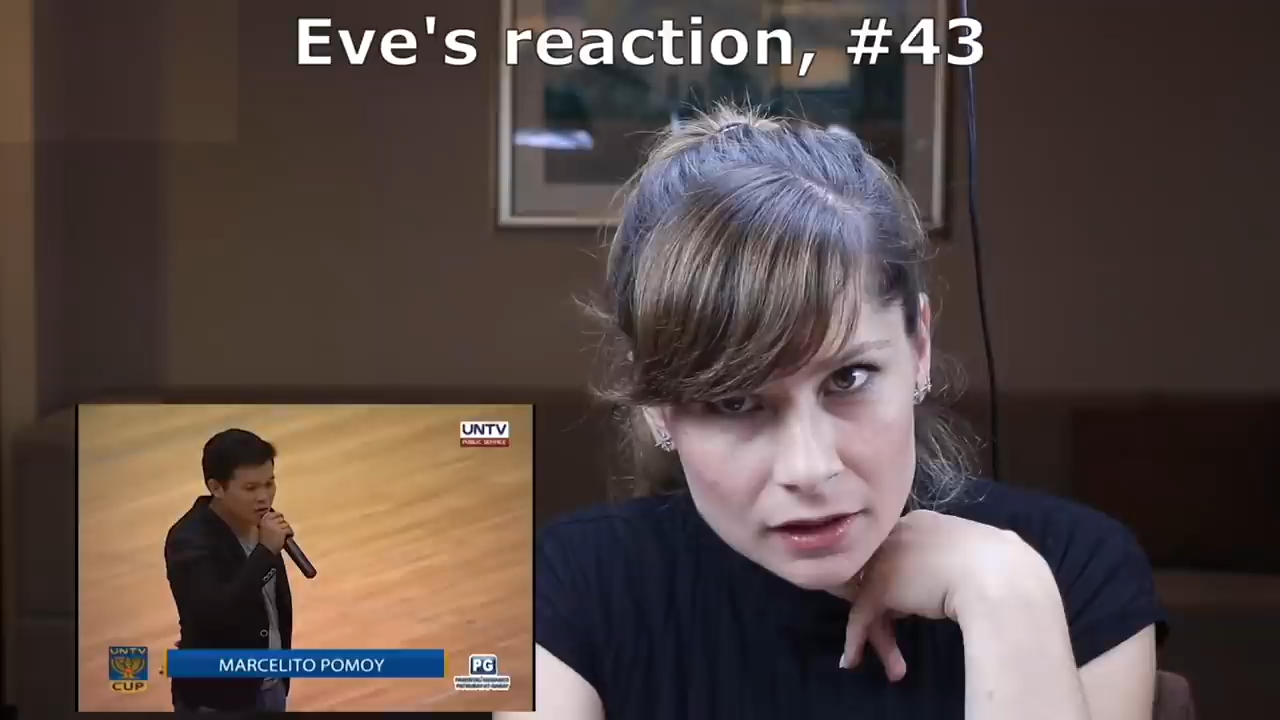 Eve's reaction, #43
UNTV
PUBLIC SERVICE
MARCELITO POMOY
UNTV
CUP
PG